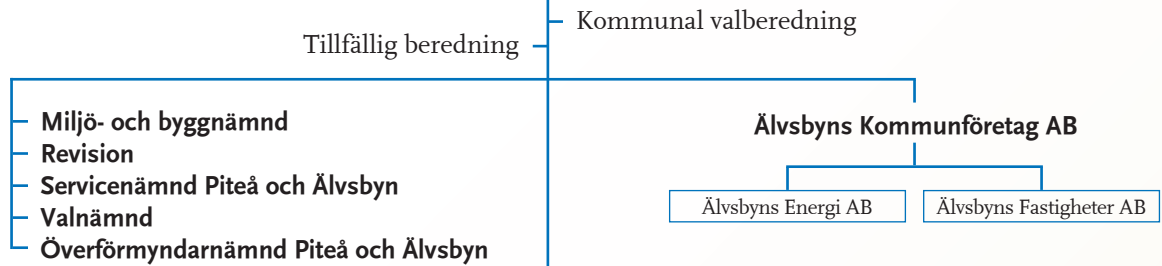 Kommunal valberedning
Tillfällig beredning
Miljö- och byggnämnd
Revision
Servicenämnd Piteå och Älvsbyn
Valnämnd
Överförmyndarnämnd Piteå och Älvsbyn
Älvsbyns Kommunföretag AB
Älvsbyns Energi AB
Älvsbyns Fastigheter AB